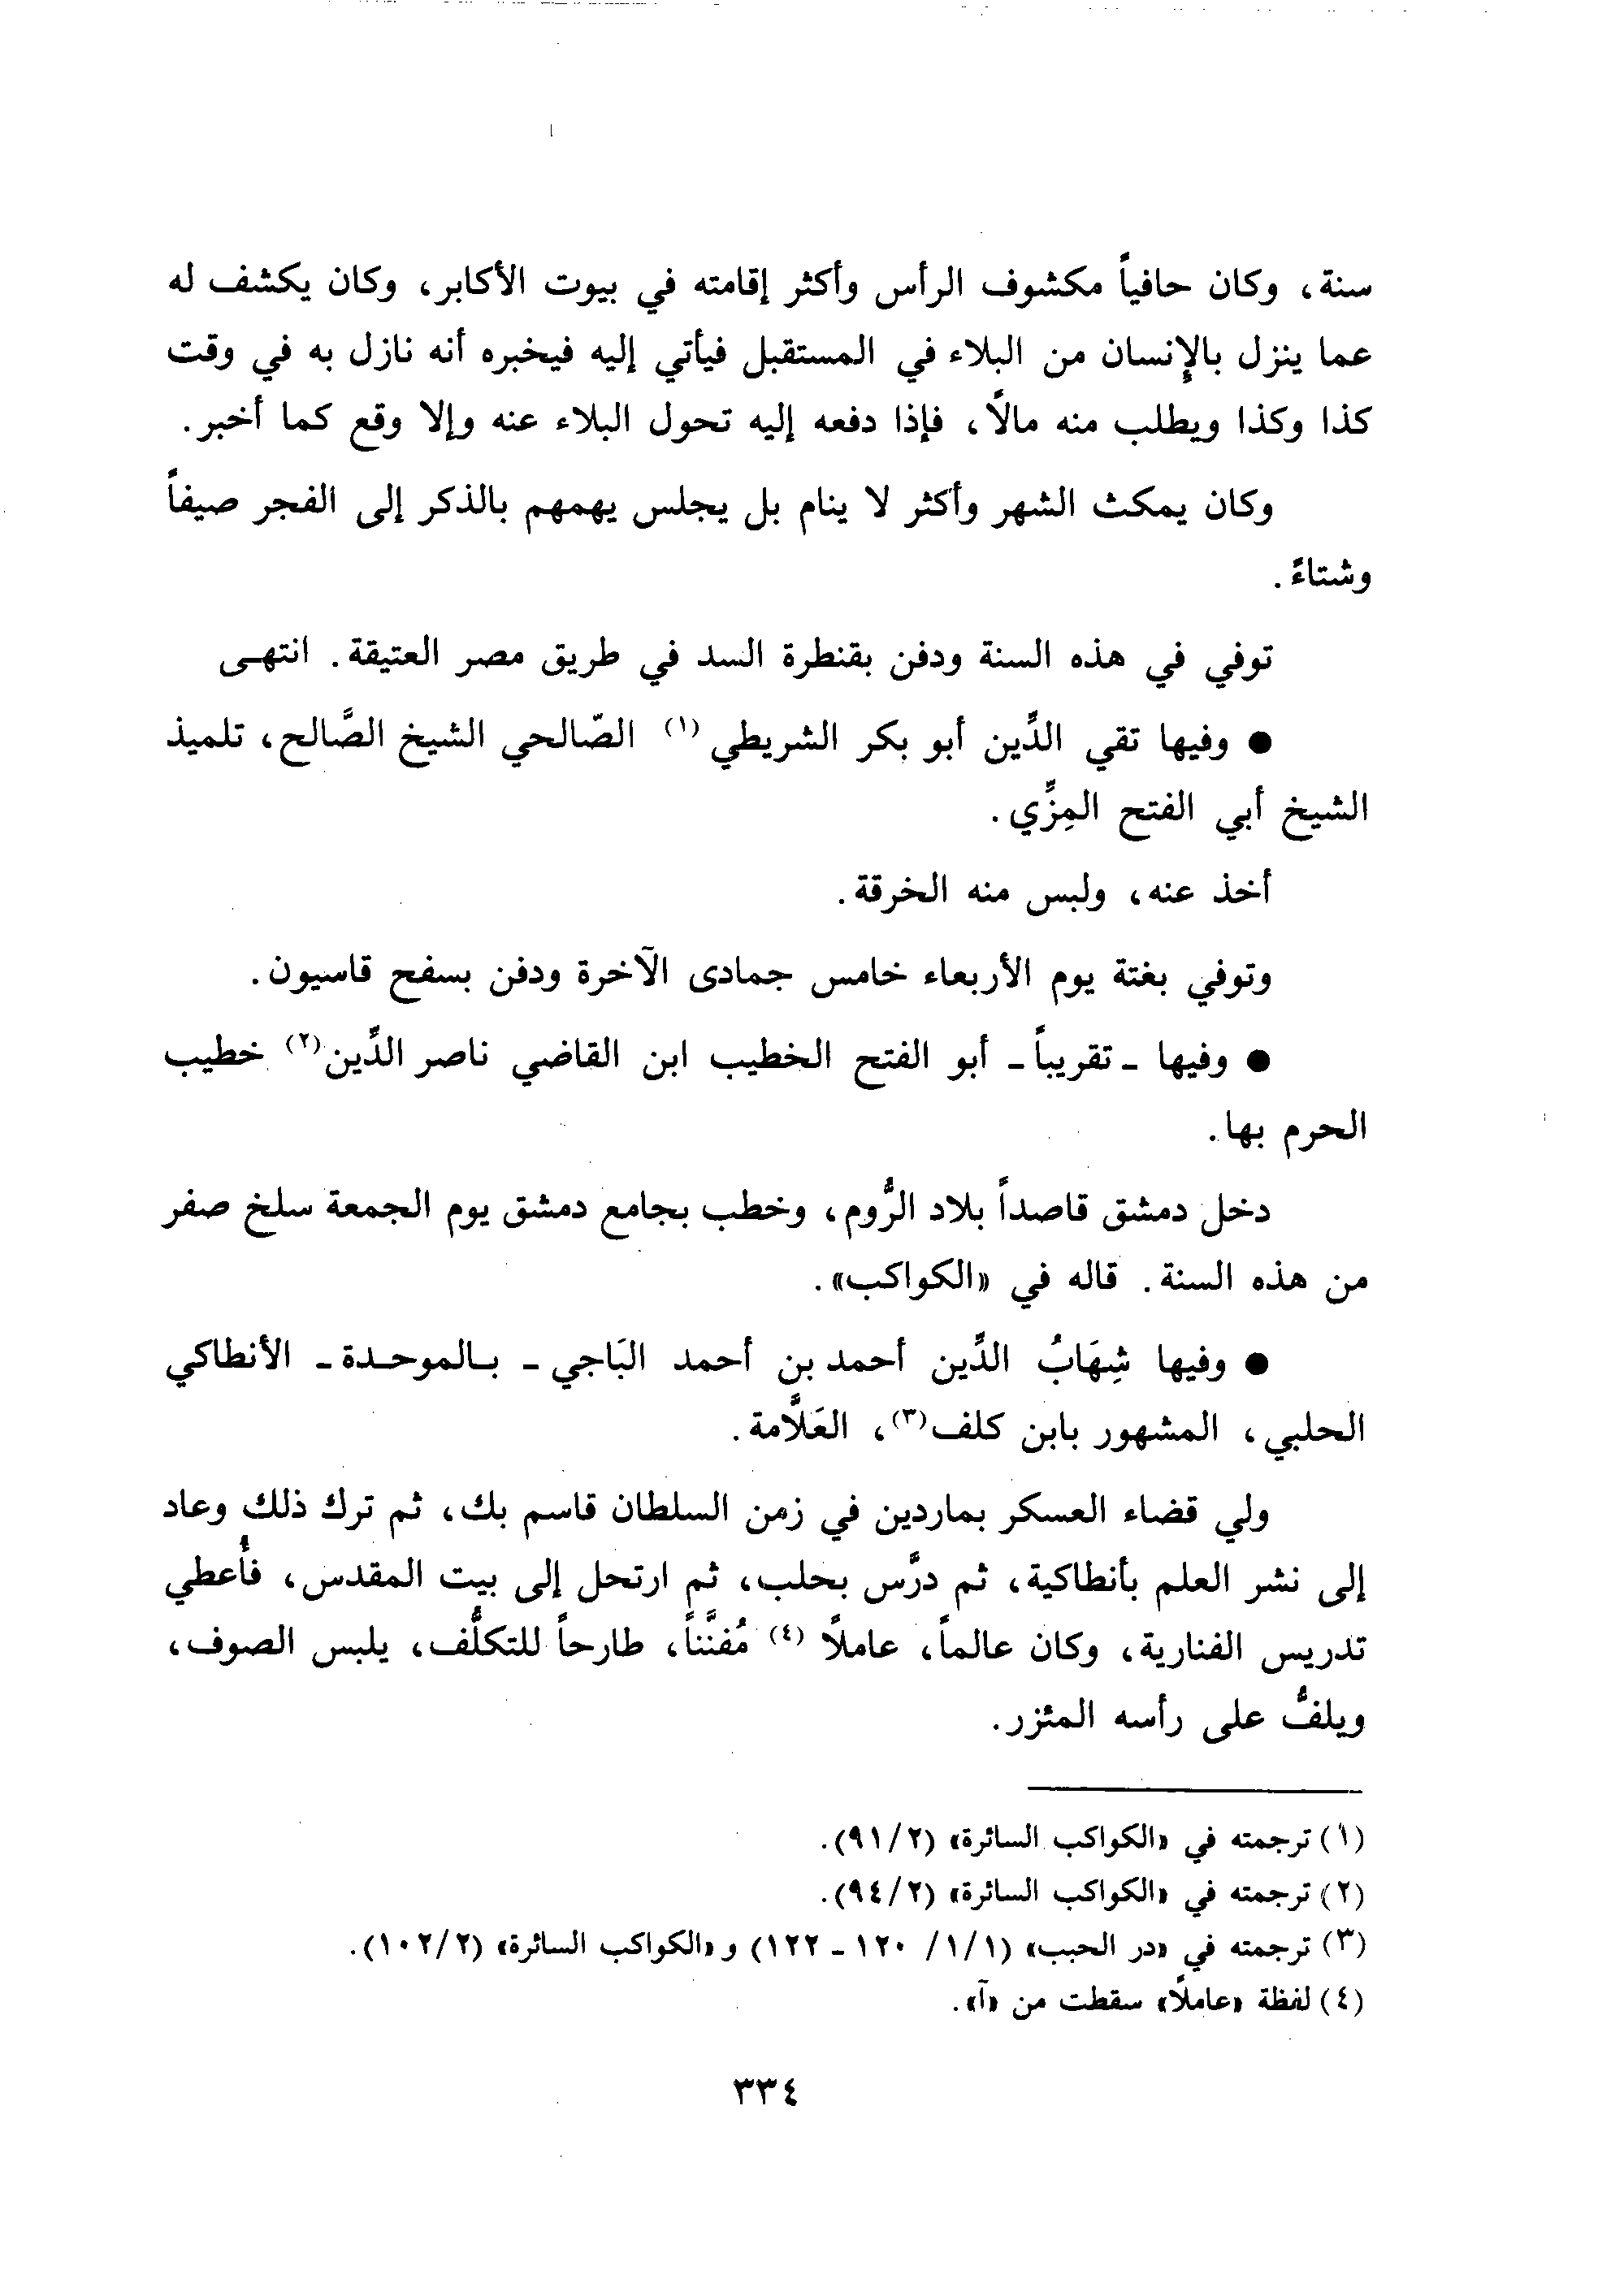 سنة، وكان حافياً مكشوف الرأس وأكثر إقامته في بيوت الأكابر، وكان يكشف له
عما ينزل بالإنسان من البلاء في المستقبل فيأتي إليه فيخبره أنه نازل به في وقت
كذا وكذا ويطلب منه مالاً، فإذا دفعه إليه تحول البلاء عنه وإلا وقع كما أخبر.
وكان يمكث الشهر وأكثر لا ينام بل يجلس يهمهم بالذكر إلى الفجر صيفاً
وشتاءً.
توفي في هذه السنة ودفن بقنطرة السد في طريق مصر العتيقة. انتهى
● وفيها تقي الدِّين أبو بكر الشريطي (١) الصّالحي الشيخ الصَّالح، تلميذ
الشيخ أبي الفتح المِزِّي.
أخذ عنه، ولبس منه الخرقة.
وتوفي بغتة يوم الأربعاء خامس جمادى الآخرة ودفن بسفح قاسيون.
● وفيها - تقريباً - أبو الفتح الخطيب ابن القاضي ناصر الدِّين (٢) خطيب
الحرم بها.
دخل دمشق قاصداً بلاد الرُّوم، وخطب بجامع دمشق يوم الجمعة سلخ صفر
من هذه السنة. قاله في «الكواكب».
● وفيها شِهَابُ الدِّين أحمد بن أحمد البَاجي - بالموحدة - الأنطاكي
الحلبي، المشهور بابن كلف (٣)، العَلاَّمة.
ولي قضاء العسكر بماردين في زمن السلطان قاسم بك، ثم ترك ذلك وعاد
إلى نشر العلم بأنطاكية، ثم درَّس بحلب، ثم ارتحل إلى بيت المقدس، فأُعطي
تدريس الفنارية، وكان عالماً، عاملاً (٤) مُفنَّناً، طارحاً للتكلُّف، يلبس الصوف،
ويلفُّ على رأسه المئزر.
(١) ترجمته في «الكواكب السائرة» (٩١/٢).
(٢) ترجمته في «الكواكب السائرة» (٩٤/٢).
(٣) ترجمته في «در الحبب» (١/١/ ١٢٠ - ١٢٢) و «الكواكب السائرة» (١٠٢/٢).
(٤) لفظة «عاملاً» سقطت من «آ».
٣٣٤